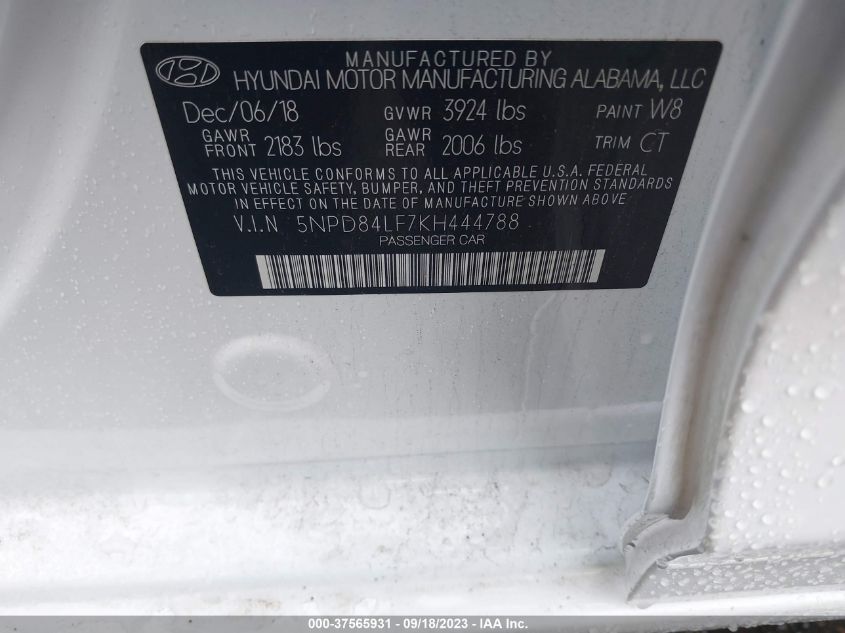 MANUFACTURED BY
HYUNDAI MOTOR MANUFACTURING ALABAMA, LLC
Dec/06/18 GVWR 3924 lbs PAINT W8
GAWR FRONT 2183 lbs GAWR REAR 2006 lbs TRIM CT
THIS VEHICLE CONFORMS TO ALL APPLICABLE U.S.A. FEDERAL
MOTOR VEHICLE SAFETY, BUMPER, AND THEFT PREVENTION STANDARDS
IN EFFECT ON THE DATE OF MANUFACTURE SHOWN ABOVE
V.I.N 5NPD84LF7KH444788
PASSENGER CAR
000-37565931 - 09/18/2023 - IAA Inc.